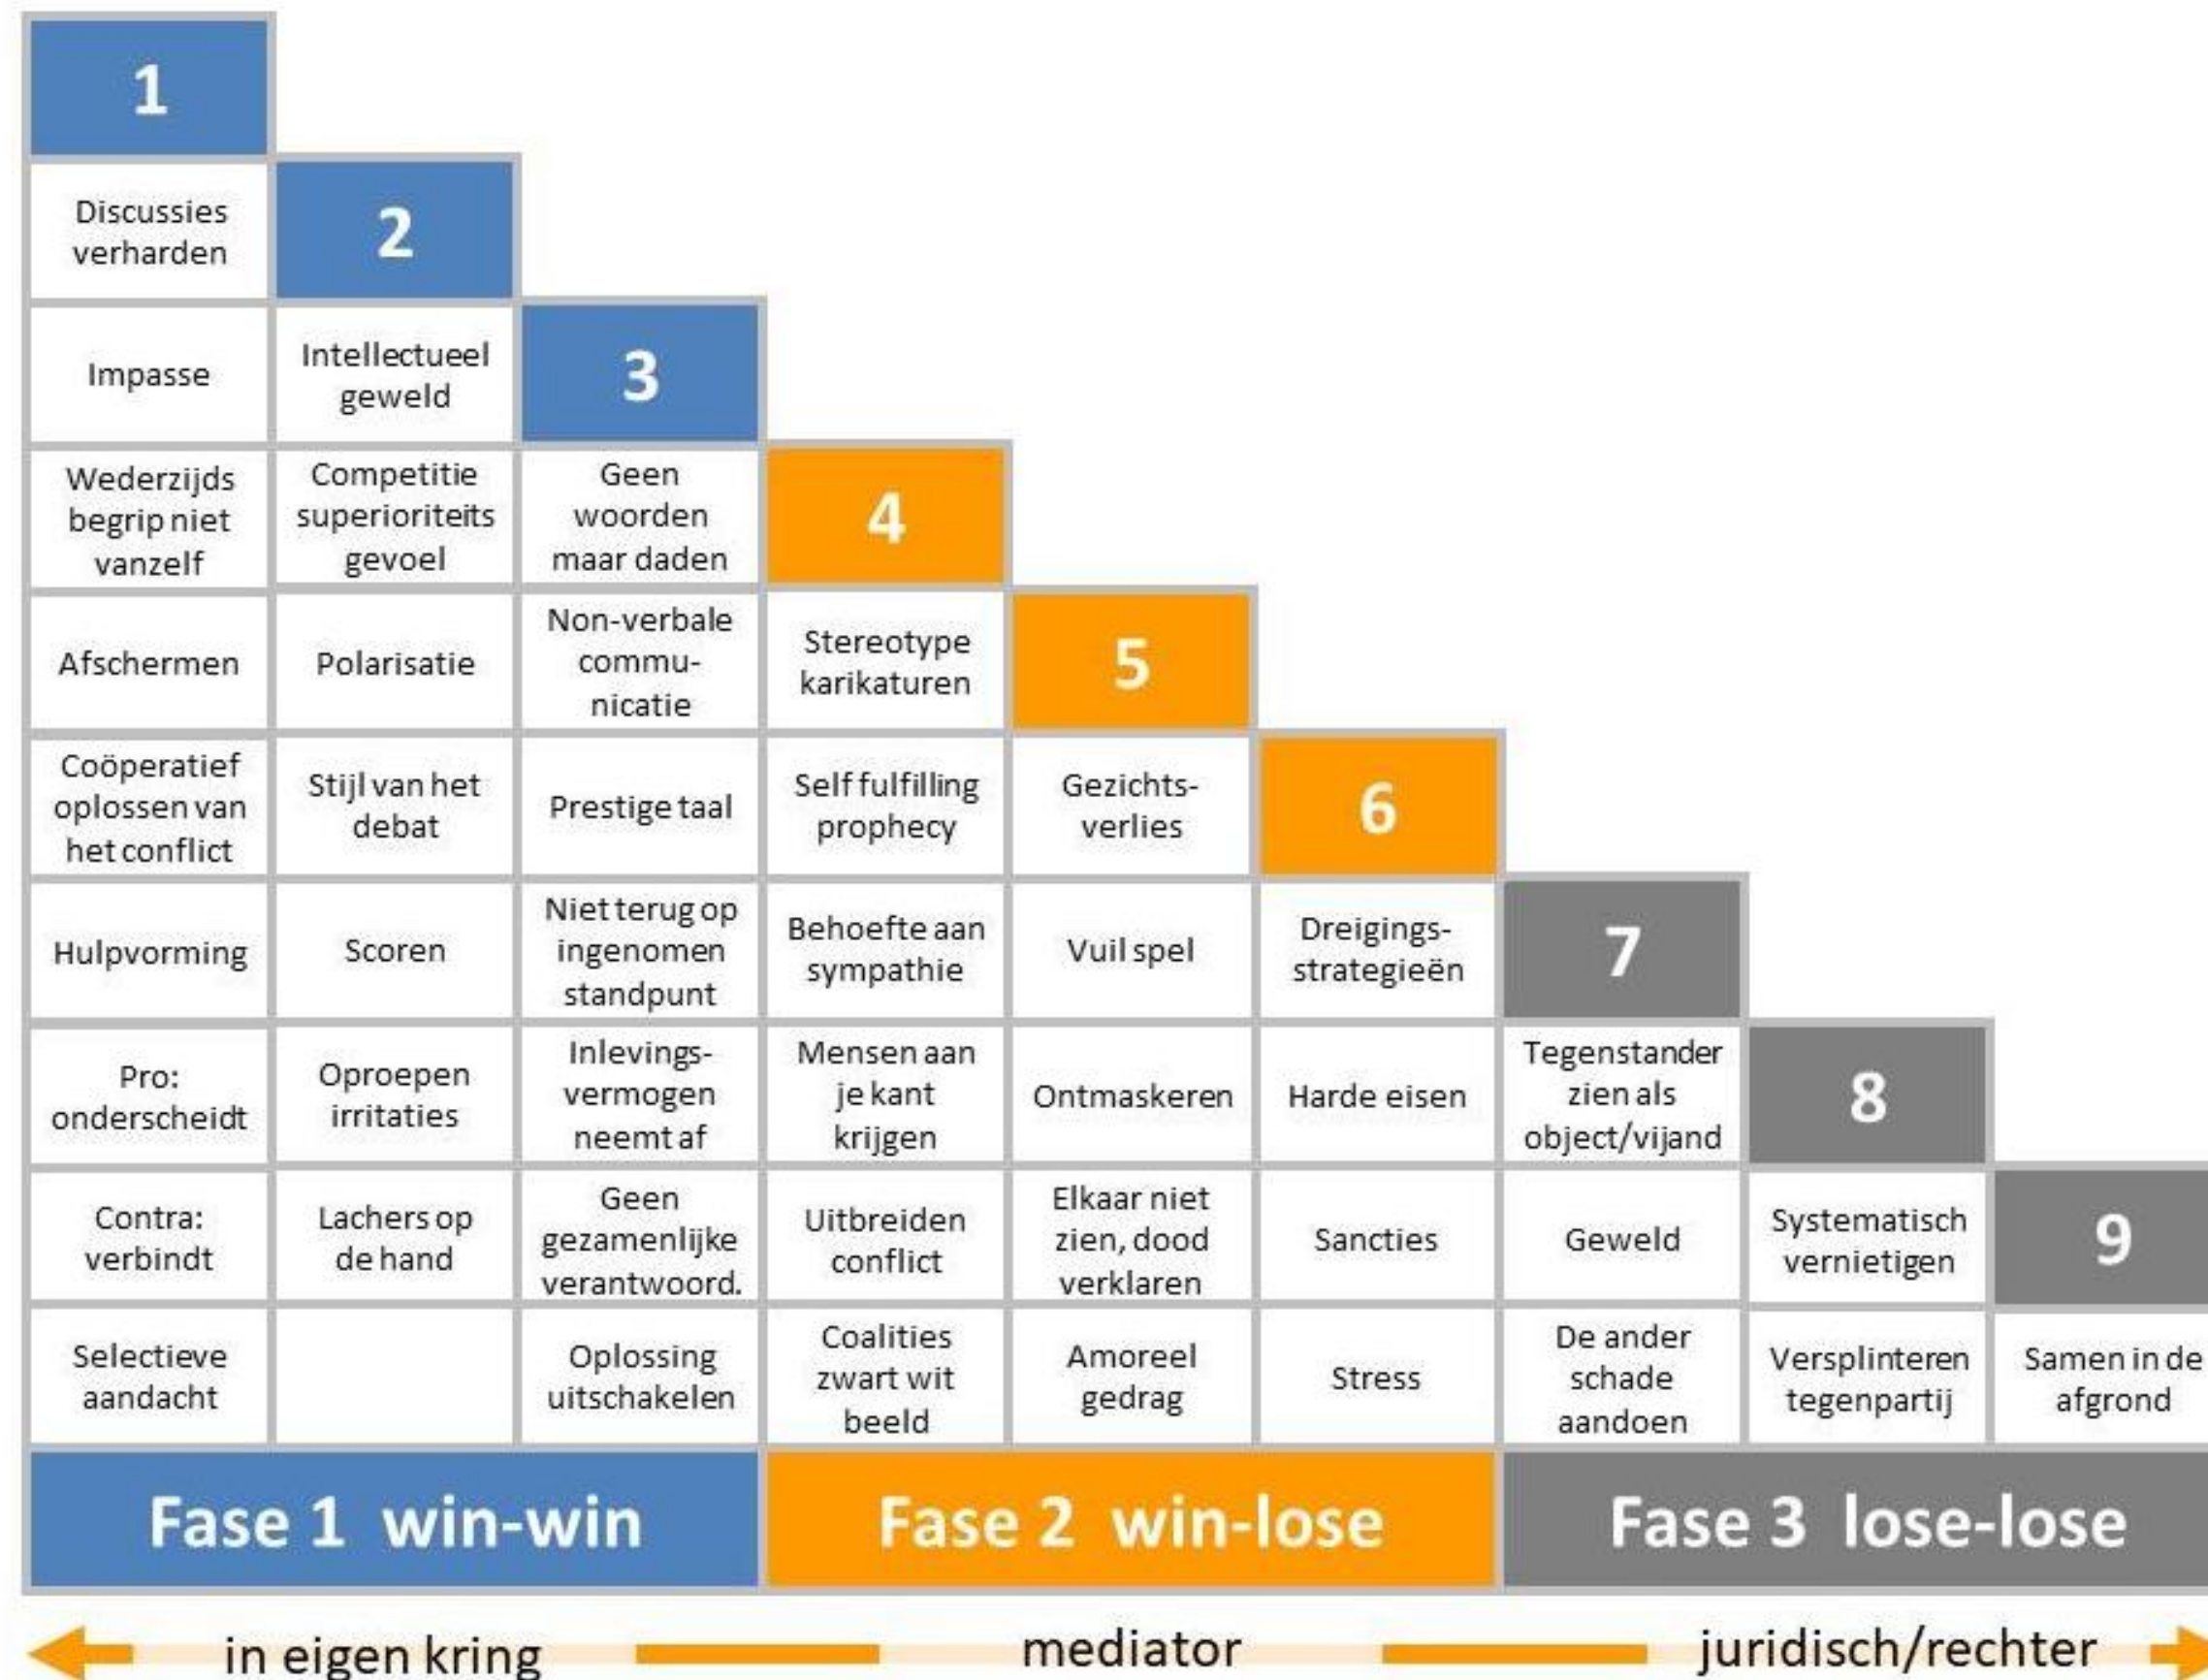 1
Discussies
verharden
2
Impasse
Intellectueel
geweld
3
Wederzijds
begrip niet
vanzelf
Competitie
superioriteits
gevoel
Geen
woorden
maar daden
4
Afschermen
Polarisatie
Non-verbale
commu-
nicatie
Stereotype
karikaturen
5
Coöperatief
oplossen van
het conflict
Stijl van het
debat
Prestige taal
Self fulfilling
prophecy
Gezichts-
verlies
6
Hulpvorming
Scoren
Niet terug op
ingenomen
standpunt
Behoefte aan
sympathie
Vuil spel
Dreigings-
strategieën
7
Pro:
onderscheidt
Oproepen
irritaties
Inlevings-
vermogen
neemt af
Mensen aan
je kant
krijgen
Ontmaskeren
Harde eisen
Tegenstander
zien als
object/vijand
8
Contra:
verbindt
Lachers op
de hand
Geen
gezamenlijke
verantwoord.
Uitbreiden
conflict
Elkaar niet
zien, dood
verklaren
Sancties
Geweld
Systematisch
vernietigen
9
Selectieve
aandacht
Oplossing
uitschakelen
Coalities
zwart wit
beeld
Amoreel
gedrag
Stress
De ander
schade
aandoen
Versplinteren
tegenpartij
Samen in de
afgrond
Fase 1 win-win
Fase 2 win-lose
Fase 3 lose-lose
in eigen kring
mediator
juridisch/rechter